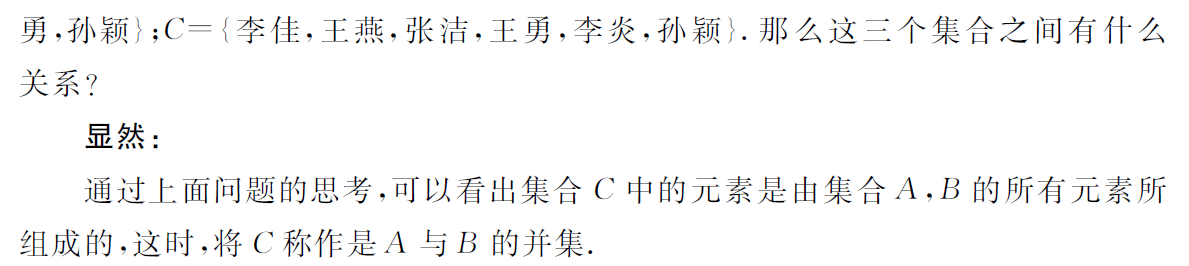 勇,孙颖};C={李佳,王燕,张洁,王勇,李炎,孙颖}. 那么这三个集合之间有什么
关系?
显然:
通过上面问题的思考,可以看出集合 C 中的元素是由集合 A,B 的所有元素所
组成的,这时,将 C 称作是 A 与 B 的并集.